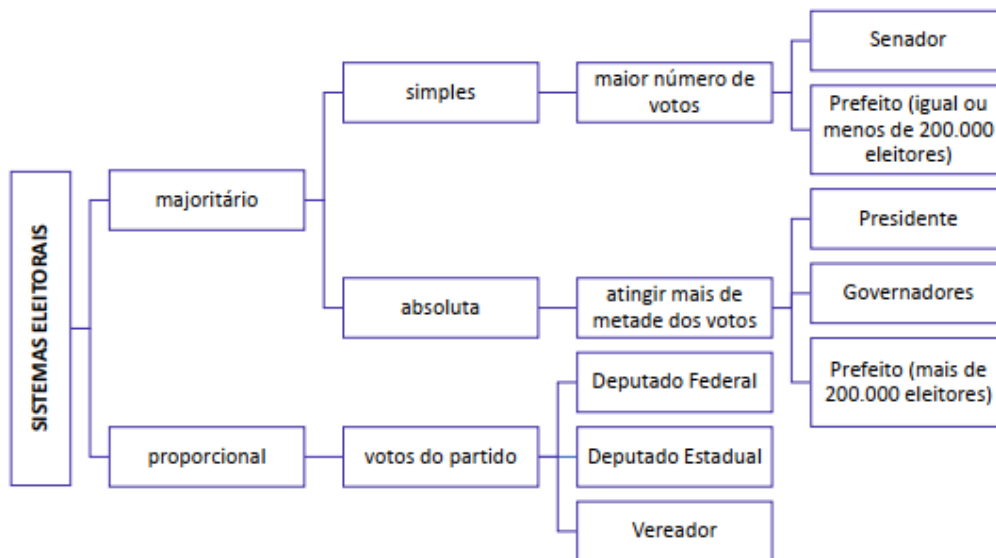 SISTEMAS ELEITORAIS
majoritário
simples
maior número de
votos
Senador
Prefeito (igual ou
menos de 200.000
eleitores)
absoluta
atingir mais de
metade dos votos
Presidente
Governadores
Prefeito (mais de
200.000 eleitores)
proporcional
votos do partido
Deputado Federal
Deputado Estadual
Vereador